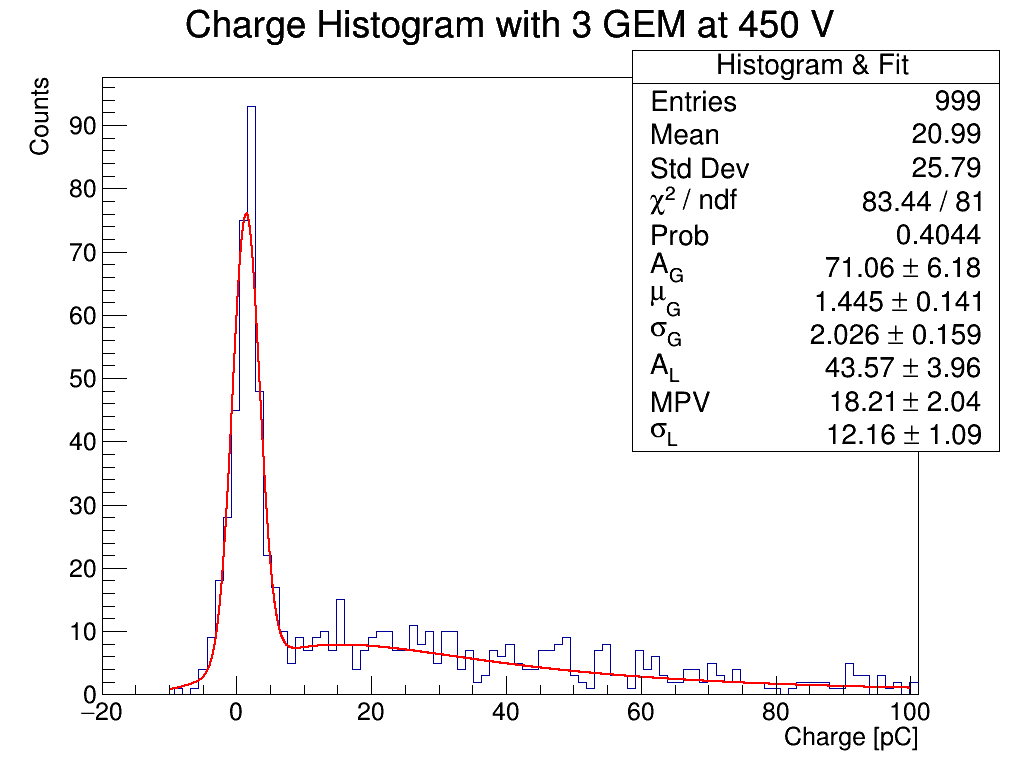 Charge Histogram with 3 GEM at 450 V
Histogram & Fit
Entries 999
Mean 20.99
Std Dev 25.79
χ² / ndf 83.44 / 81
Prob 0.4044
A_G 71.06 ± 6.18
μ_G 1.445 ± 0.141
σ_G 2.026 ± 0.159
A_L 43.57 ± 3.96
MPV 18.21 ± 2.04
σ_L 12.16 ± 1.09
Counts
90
80
70
60
50
40
30
20
10
0
−20 0 20 40 60 80 100
Charge [pC]